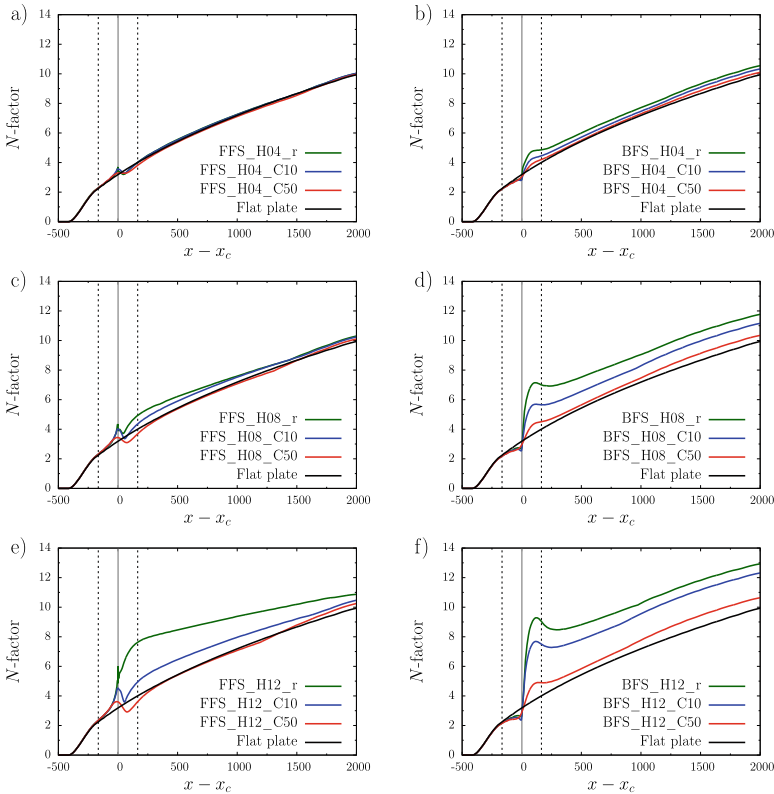 a)
14
12
10
8
6
4
2
0
N-factor
FFS_H04_r
FFS_H04_C10
FFS_H04_C50
Flat plate
-500 0 500 1000 1500 2000
x − x_c
b)
14
12
10
8
6
4
2
0
N-factor
BFS_H04_r
BFS_H04_C10
BFS_H04_C50
Flat plate
-500 0 500 1000 1500 2000
x − x_c
c)
14
12
10
8
6
4
2
0
N-factor
FFS_H08_r
FFS_H08_C10
FFS_H08_C50
Flat plate
-500 0 500 1000 1500 2000
x − x_c
d)
14
12
10
8
6
4
2
0
N-factor
BFS_H08_r
BFS_H08_C10
BFS_H08_C50
Flat plate
-500 0 500 1000 1500 2000
x − x_c
e)
14
12
10
8
6
4
2
0
N-factor
FFS_H12_r
FFS_H12_C10
FFS_H12_C50
Flat plate
-500 0 500 1000 1500 2000
x − x_c
f)
14
12
10
8
6
4
2
0
N-factor
BFS_H12_r
BFS_H12_C10
BFS_H12_C50
Flat plate
-500 0 500 1000 1500 2000
x − x_c